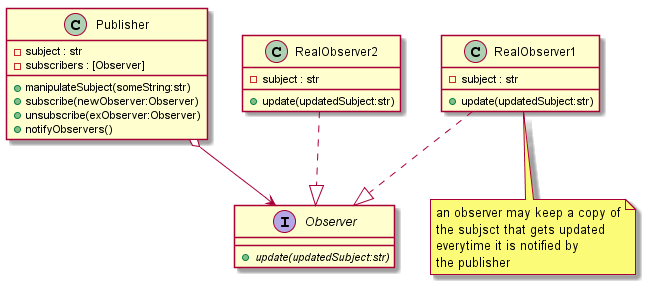 C Publisher
subject : str
subscribers : [Observer]
manipulateSubject(someString:str)
subscribe(newObserver:Observer)
unsubscribe(exObserver:Observer)
notifyObservers()
C RealObserver2
subject : str
update(updatedSubject:str)
C RealObserver1
subject : str
update(updatedSubject:str)
I Observer
update(updatedSubject:str)
an observer may keep a copy of
the subjsct that gets updated
everytime it is notified by
the publisher